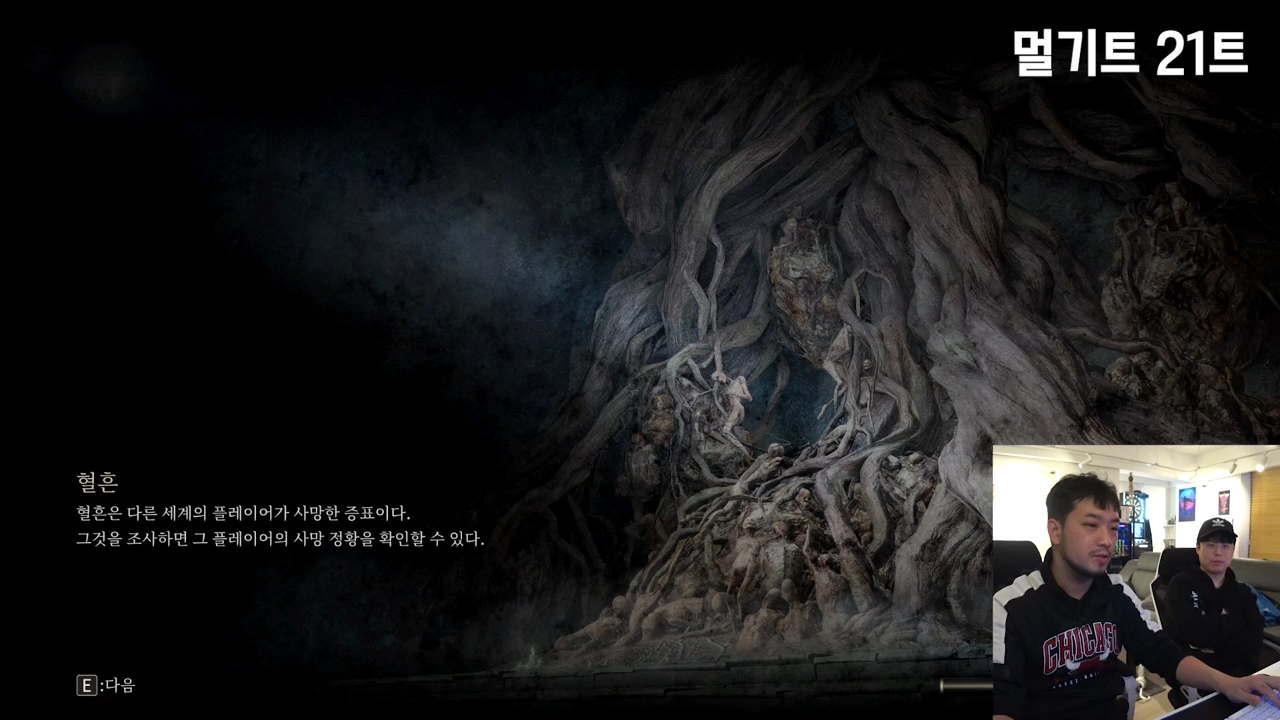 멀기트 21트
혈흔
혈흔은 다른 세계의 플레이어가 사망한 증표이다.
그것을 조사하면 그 플레이어의 사망 정황을 확인할 수 있다.
E:다음
CHICAGO